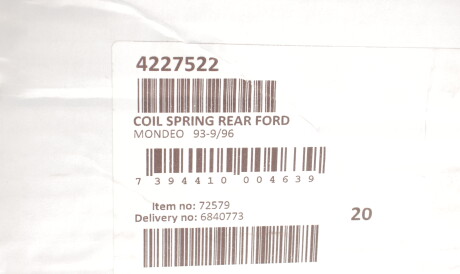 4227522
COIL SPRING REAR FORD
MONDEO 93-9/96
7 394410 004639
Item no: 72579
Delivery no: 6840773
20